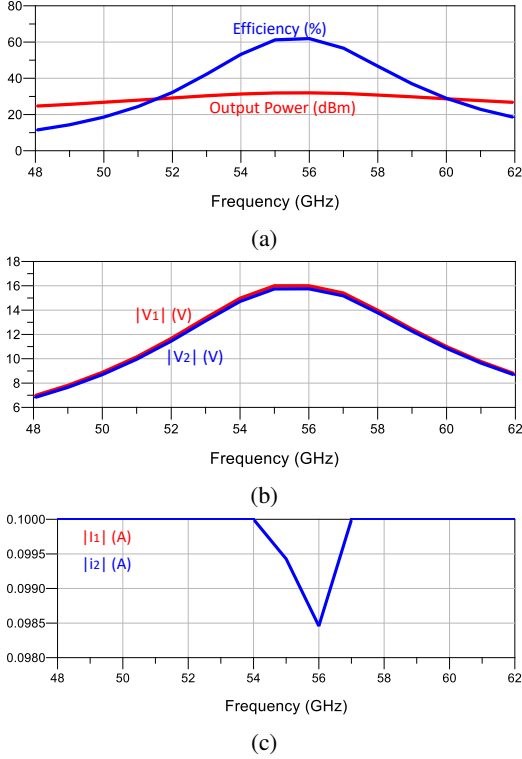 80
60
40
20
0
Efficiency (%)
Output Power (dBm)
48 50 52 54 56 58 60 62
Frequency (GHz)
(a)
18
16
14
12
10
8
6
|V1| (V)
|V2| (V)
48 50 52 54 56 58 60 62
Frequency (GHz)
(b)
0.1000
0.0995
0.0990
0.0985
0.0980
|I1| (A)
|i2| (A)
48 50 52 54 56 58 60 62
Frequency (GHz)
(c)